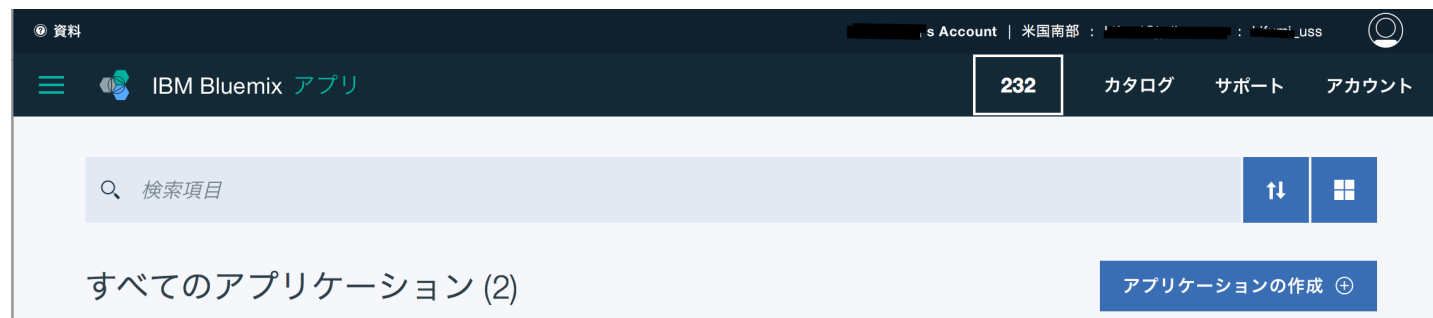 資料
s Account | 米国南部 : : _uss
IBM Bluemix アプリ
232 カタログ サポート アカウント
検索項目
すべてのアプリケーション (2)
アプリケーションの作成